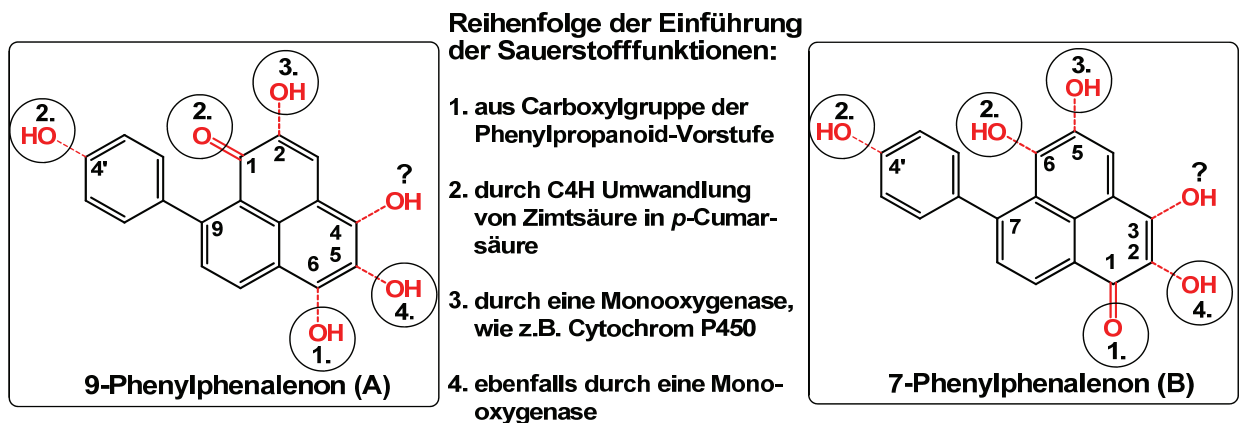 Reihenfolge der Einführung
der Sauerstofffunktionen:
3.
OH
2.
HO
2.
O
1
2
4'
?
OH
9
4
5
6
OH
4.
OH
1.
9-Phenylphenalenon (A)
1. aus Carboxylgruppe der
Phenylpropanoid-Vorstufe
2. durch C4H Umwandlung
von Zimtsäure in p-Cumar-
säure
3. durch eine Monooxygenase,
wie z.B. Cytochrom P450
4. ebenfalls durch eine Mono-
oxygenase
3.
OH
2.
HO
2.
HO
6
5
4'
?
OH
7
3
1
2
OH
4.
O
1.
7-Phenylphenalenon (B)